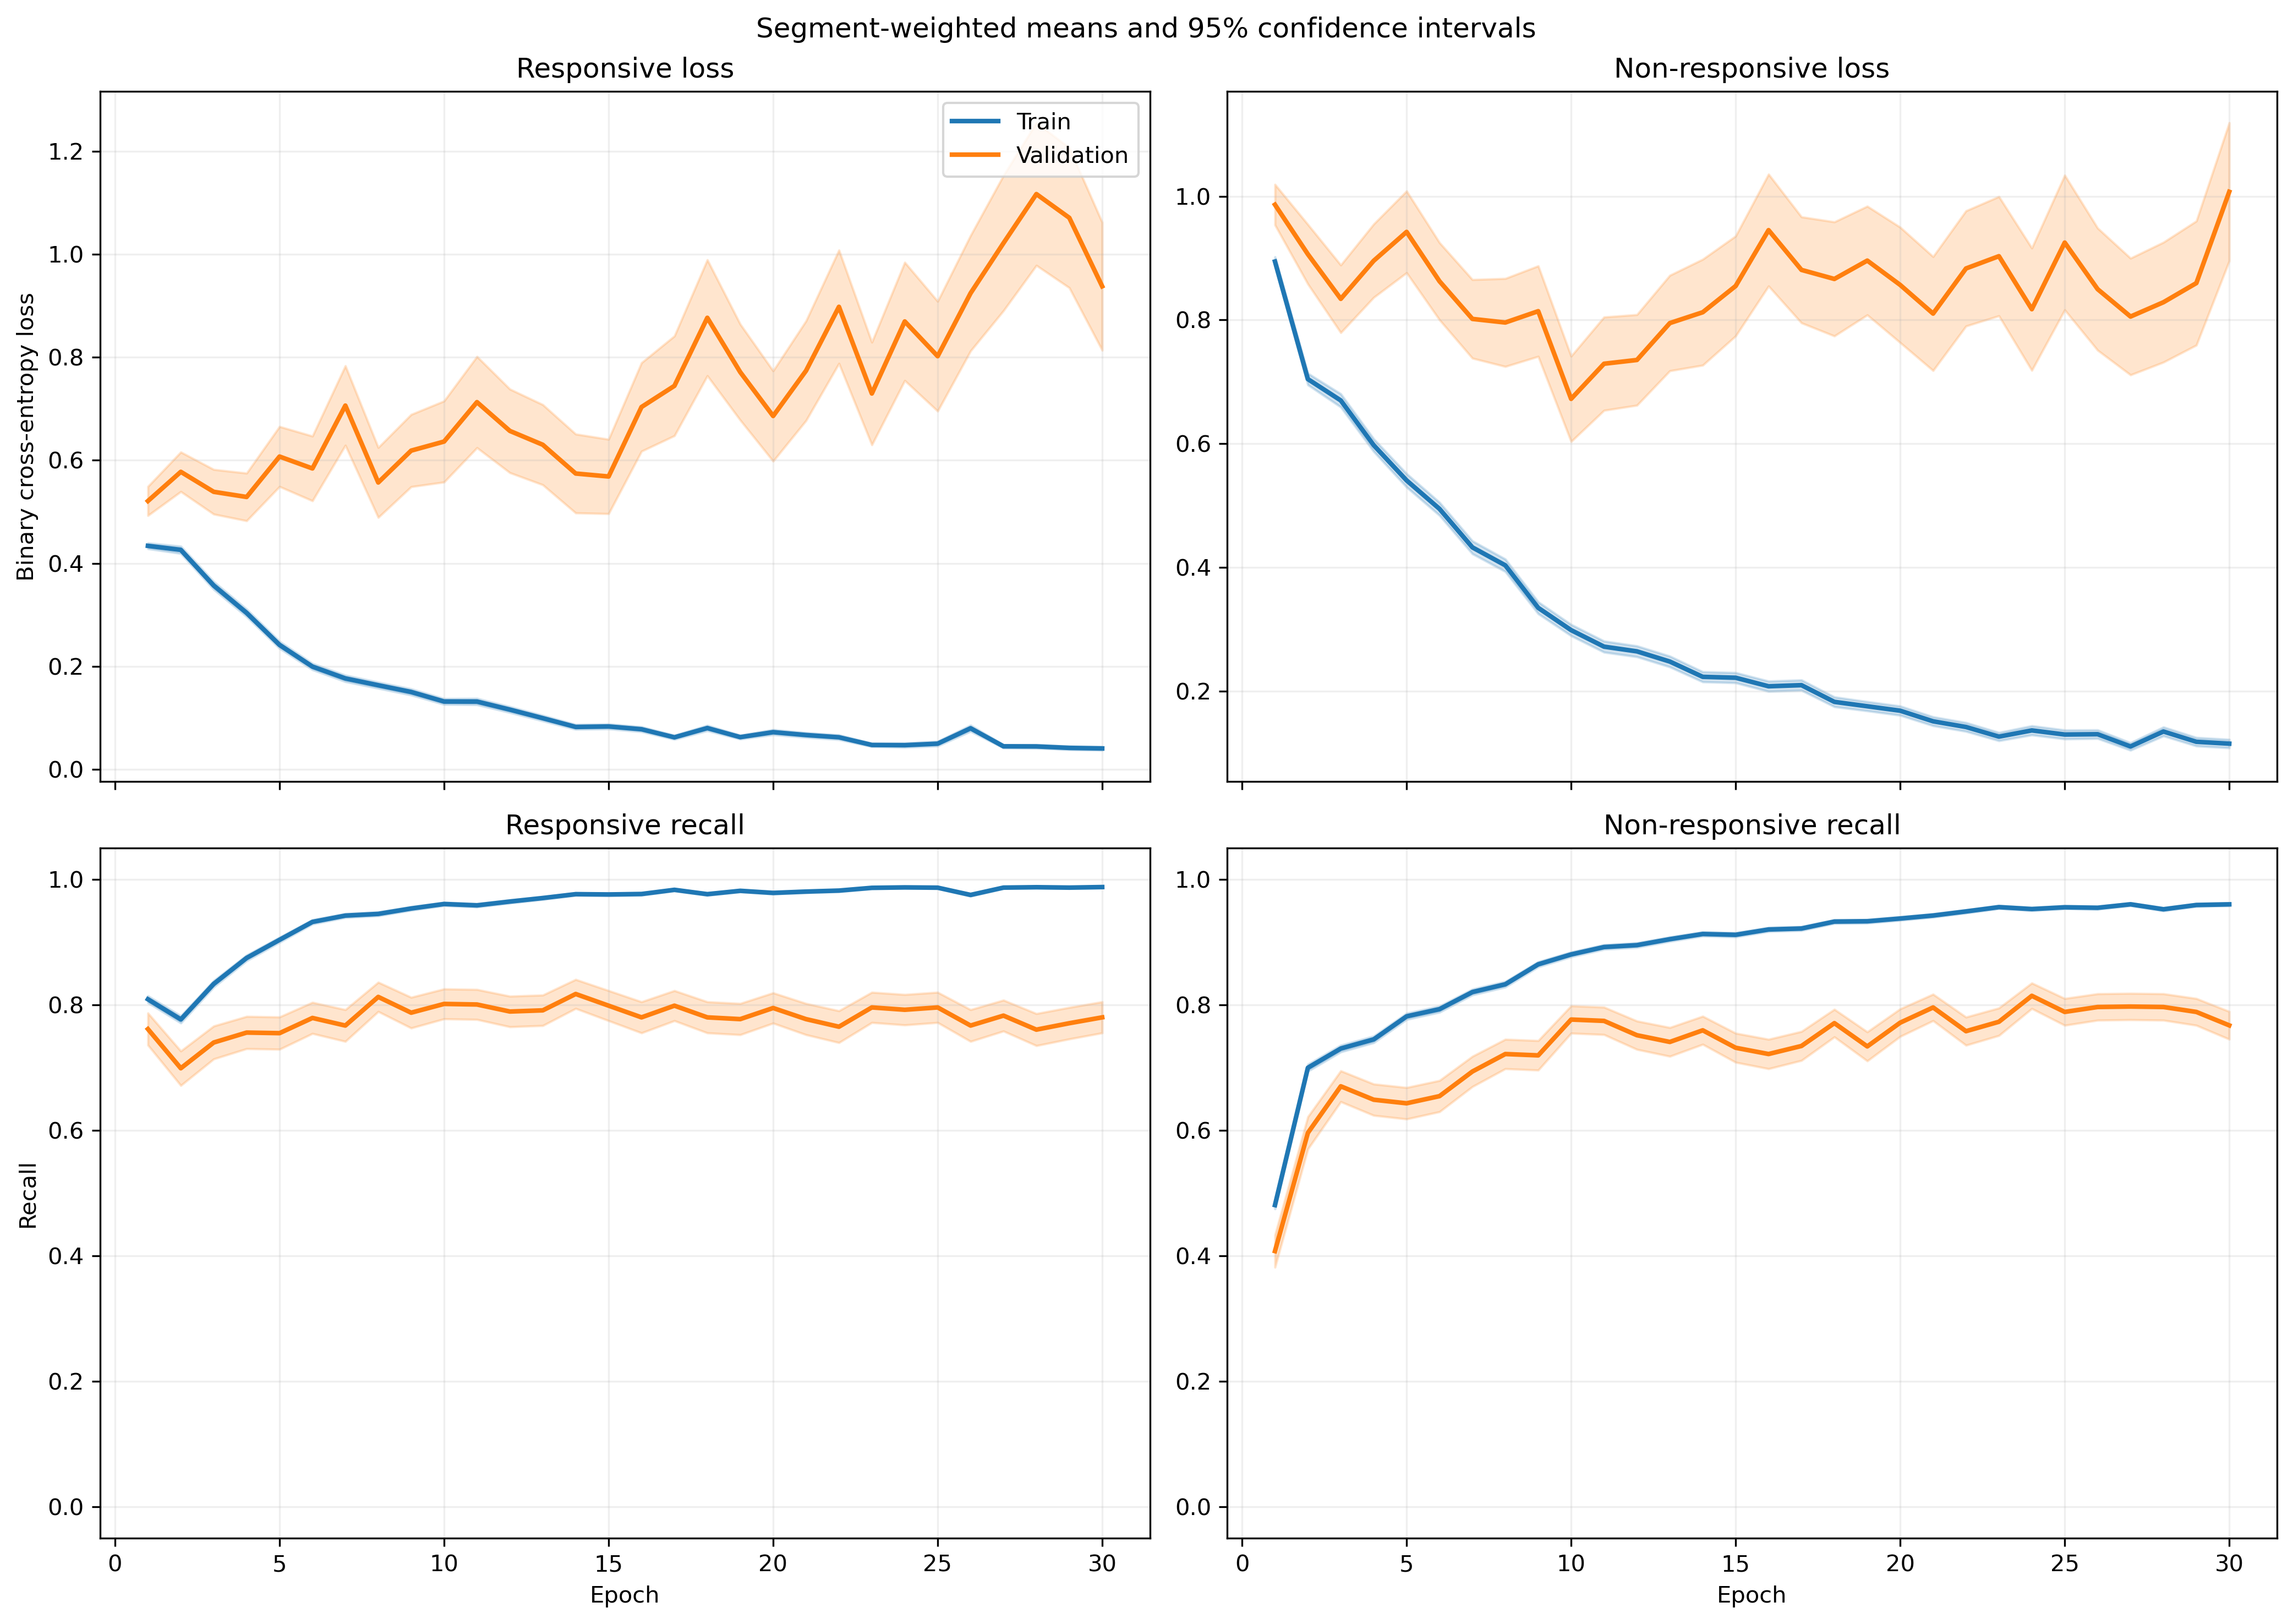 Segment-weighted means and 95% confidence intervals
Responsive loss
Non-responsive loss
Train
Validation
Binary cross-entropy loss
1.2
1.0
0.8
0.6
0.4
0.2
0.0
1.0
0.8
0.6
0.4
0.2
Responsive recall
Non-responsive recall
Recall
1.0
0.8
0.6
0.4
0.2
0.0
1.0
0.8
0.6
0.4
0.2
0.0
0 5 10 15 20 25 30
0 5 10 15 20 25 30
Epoch
Epoch